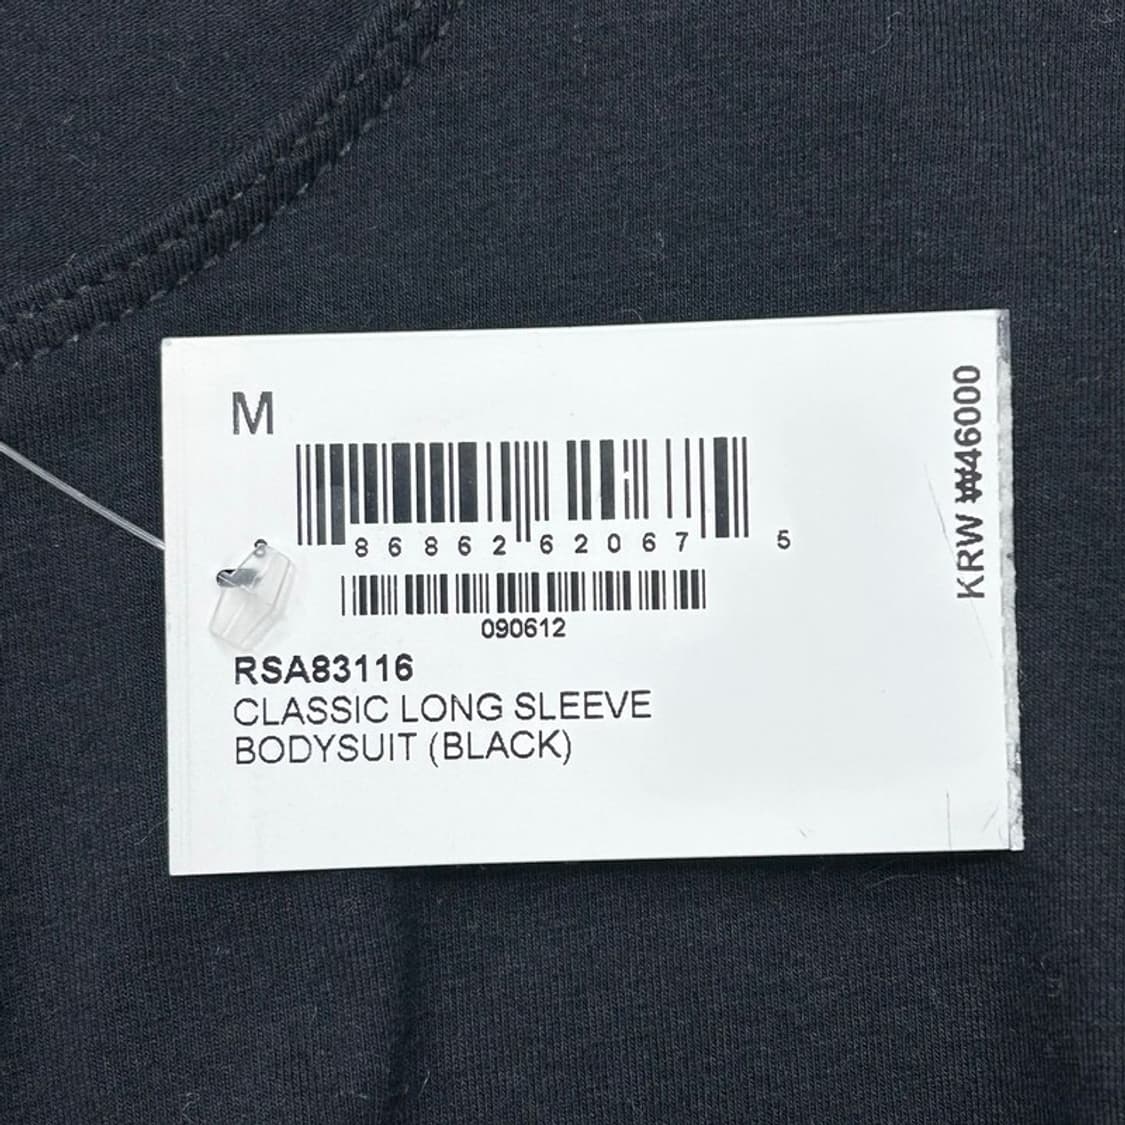 M
KRW ₩46000
8 86862 62067 5
090612
RSA83116
CLASSIC LONG SLEEVE
BODYSUIT (BLACK)